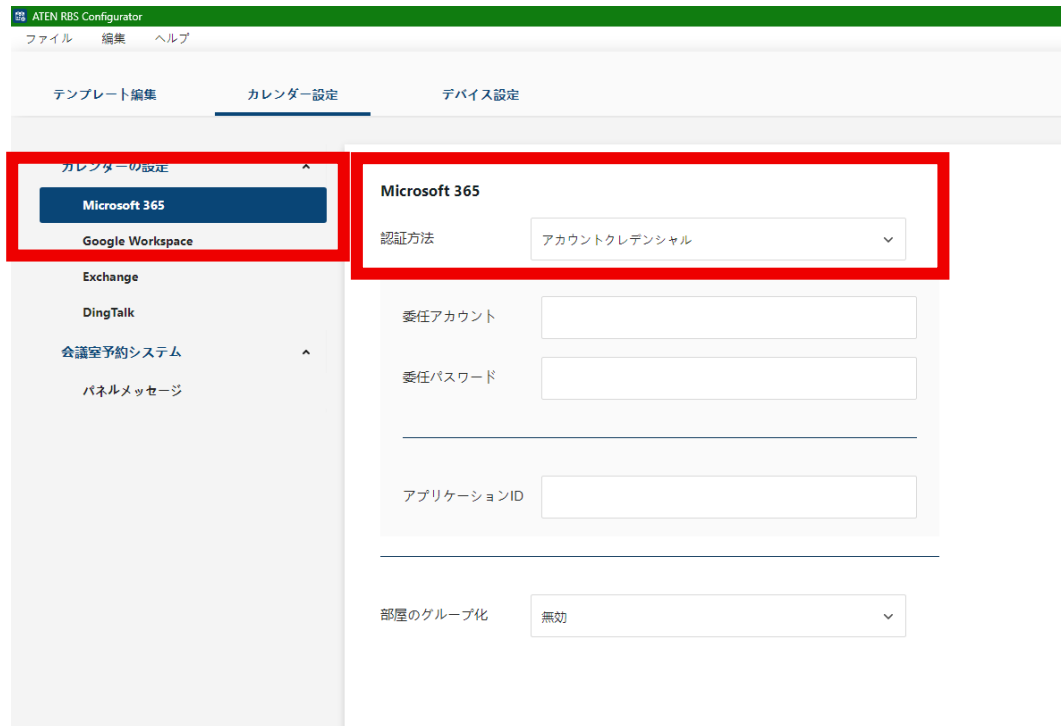 ATEN RBS Configurator
ファイル 編集 ヘルプ
テンプレート編集 カレンダー設定 デバイス設定
カレンダーの設定
Microsoft 365
Google Workspace
Exchange
DingTalk
会議室予約システム
パネルメッセージ
Microsoft 365
認証方法 アカウントクレデンシャル
委任アカウント
委任パスワード
アプリケーションID
部屋のグループ化 無効